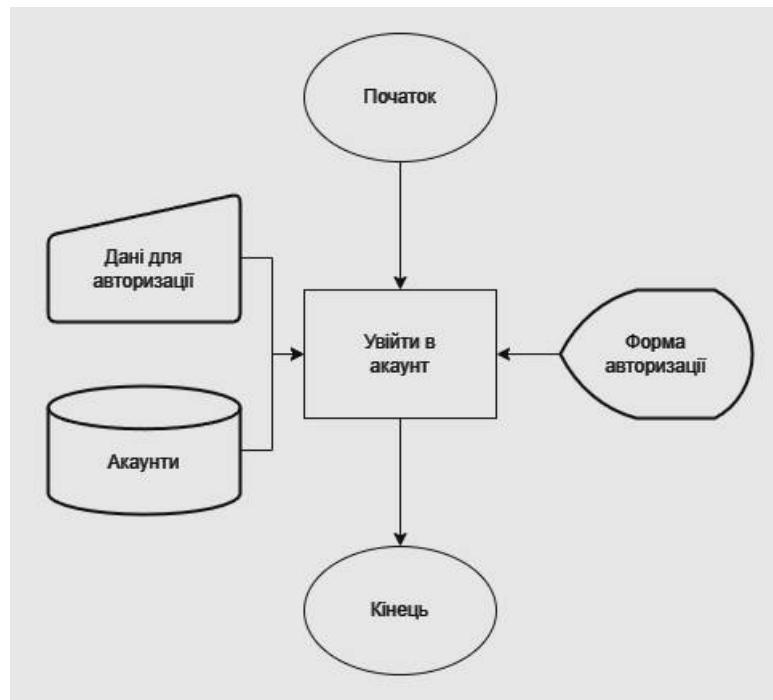 Початок
Дані для
авторизації
Увійти в
акаунт
Форма
авторизації
Акаунти
Кінець